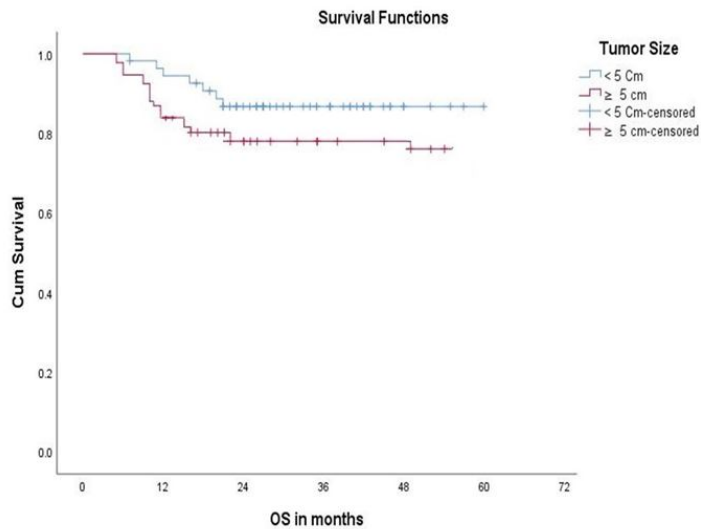 Survival Functions
Tumor Size
< 5 Cm
≥ 5 cm
< 5 Cm-censored
≥ 5 cm-censored
Cum Survival
1.0
0.8
0.6
0.4
0.2
0.0
0 12 24 36 48 60 72
OS in months